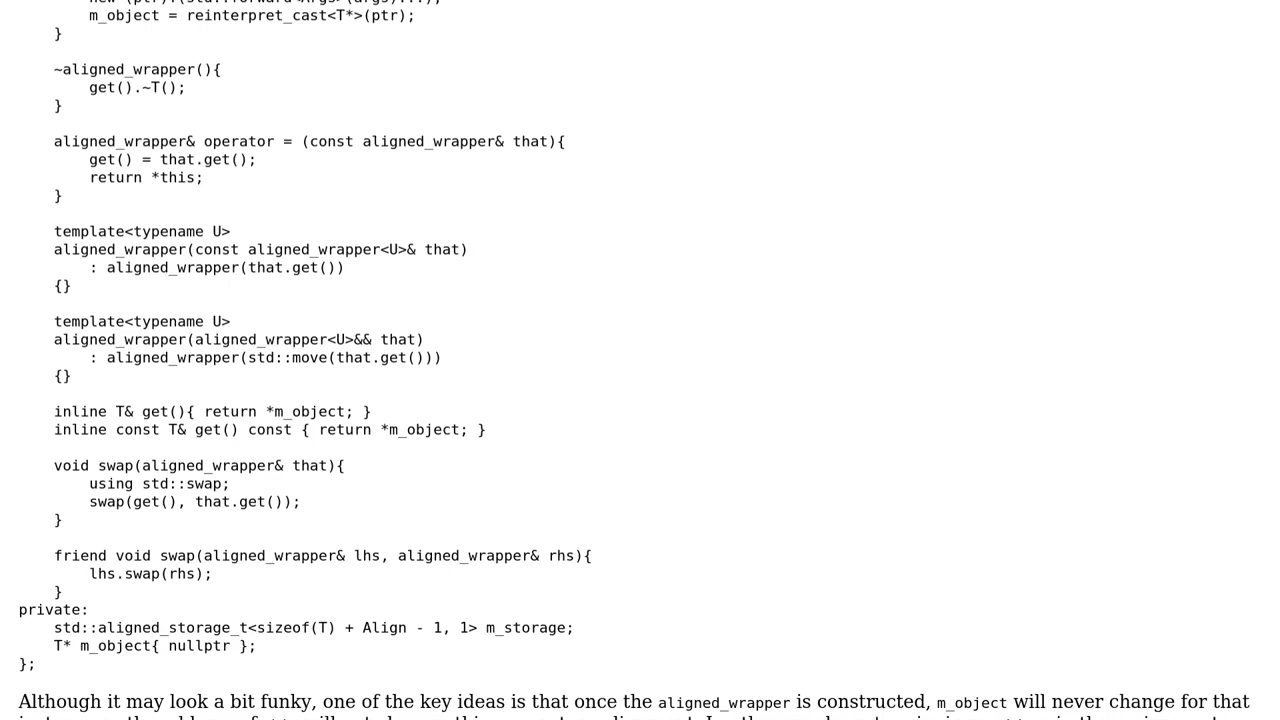 m_object = reinterpret_cast<T*>(ptr);
}
~aligned_wrapper(){
get().~T();
}
aligned_wrapper& operator = (const aligned_wrapper& that){
get() = that.get();
return *this;
}
template<typename U>
aligned_wrapper(const aligned_wrapper<U>& that)
: aligned_wrapper(that.get())
{}
template<typename U>
aligned_wrapper(aligned_wrapper<U>&& that)
: aligned_wrapper(std::move(that.get()))
{}
inline T& get(){ return *m_object; }
inline const T& get() const { return *m_object; }
void swap(aligned_wrapper& that){
using std::swap;
swap(get(), that.get());
}
friend void swap(aligned_wrapper& lhs, aligned_wrapper& rhs){
lhs.swap(rhs);
}
private:
std::aligned_storage_t<sizeof(T) + Align - 1, 1> m_storage;
T* m_object{ nullptr };
};
Although it may look a bit funky, one of the key ideas is that once the aligned_wrapper is constructed, m_object will never change for that